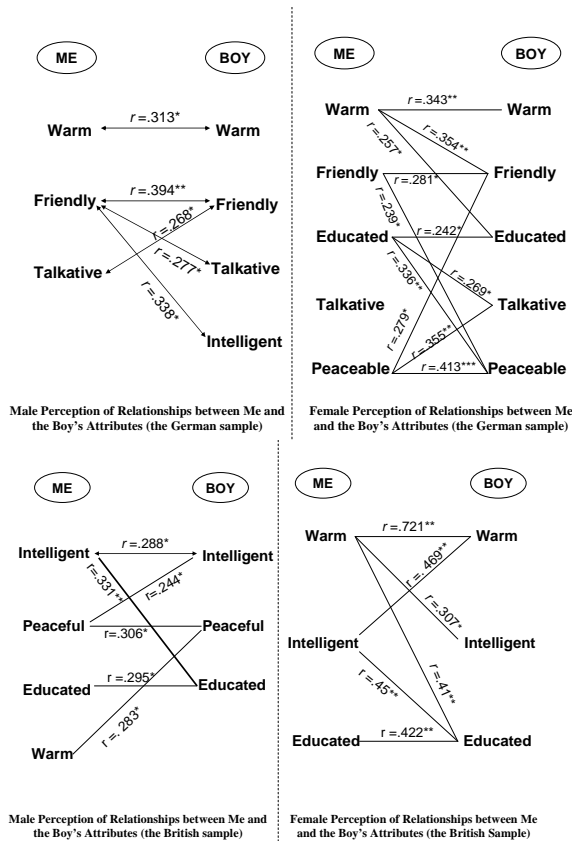 ME BOY
Warm r =.313* Warm
Friendly r =.394** Friendly
r =.268*
Talkative r =.277* Talkative
r =.338* Intelligent
Male Perception of Relationships between Me and
the Boy's Attributes (the German sample)
ME BOY
Warm r =.343** Warm
r =.257* r =.354**
Friendly r =.281* Friendly
r =.239*
Educated r =.242* Educated
r =.336** r =.269*
Talkative Talkative
r =.279* r =.355**
Peaceable r =.413*** Peaceable
Female Perception of Relationships between Me
and the Boy's Attributes (the German sample)
ME BOY
Intelligent r =.288* Intelligent
r=.331** r=.244*
Peaceful r=.306* Peaceful
Educated r =.295* Educated
Warm r =. 283*
Male Perception of Relationships between Me and
the Boy's Attributes (the British sample)
ME BOY
Warm r =.721** Warm
r =.469**
r =.307*
Intelligent Intelligent
r =.45** r =.41**
Educated r =.422** Educated
Female Perception of Relationships between Me
and the Boy's Attributes (the British Sample)